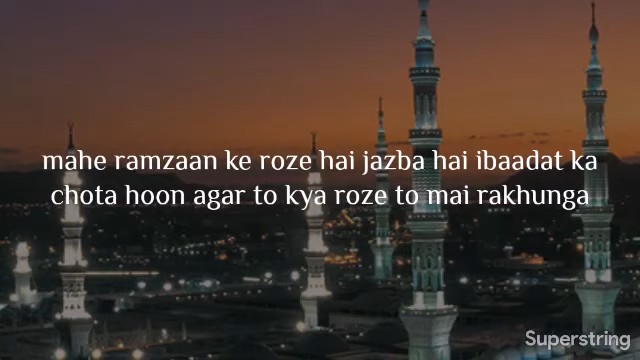 mahe ramzaan ke roze hai jazba hai ibaadat ka
chota hoon agar to kya roze to mai rakhunga
Superstring